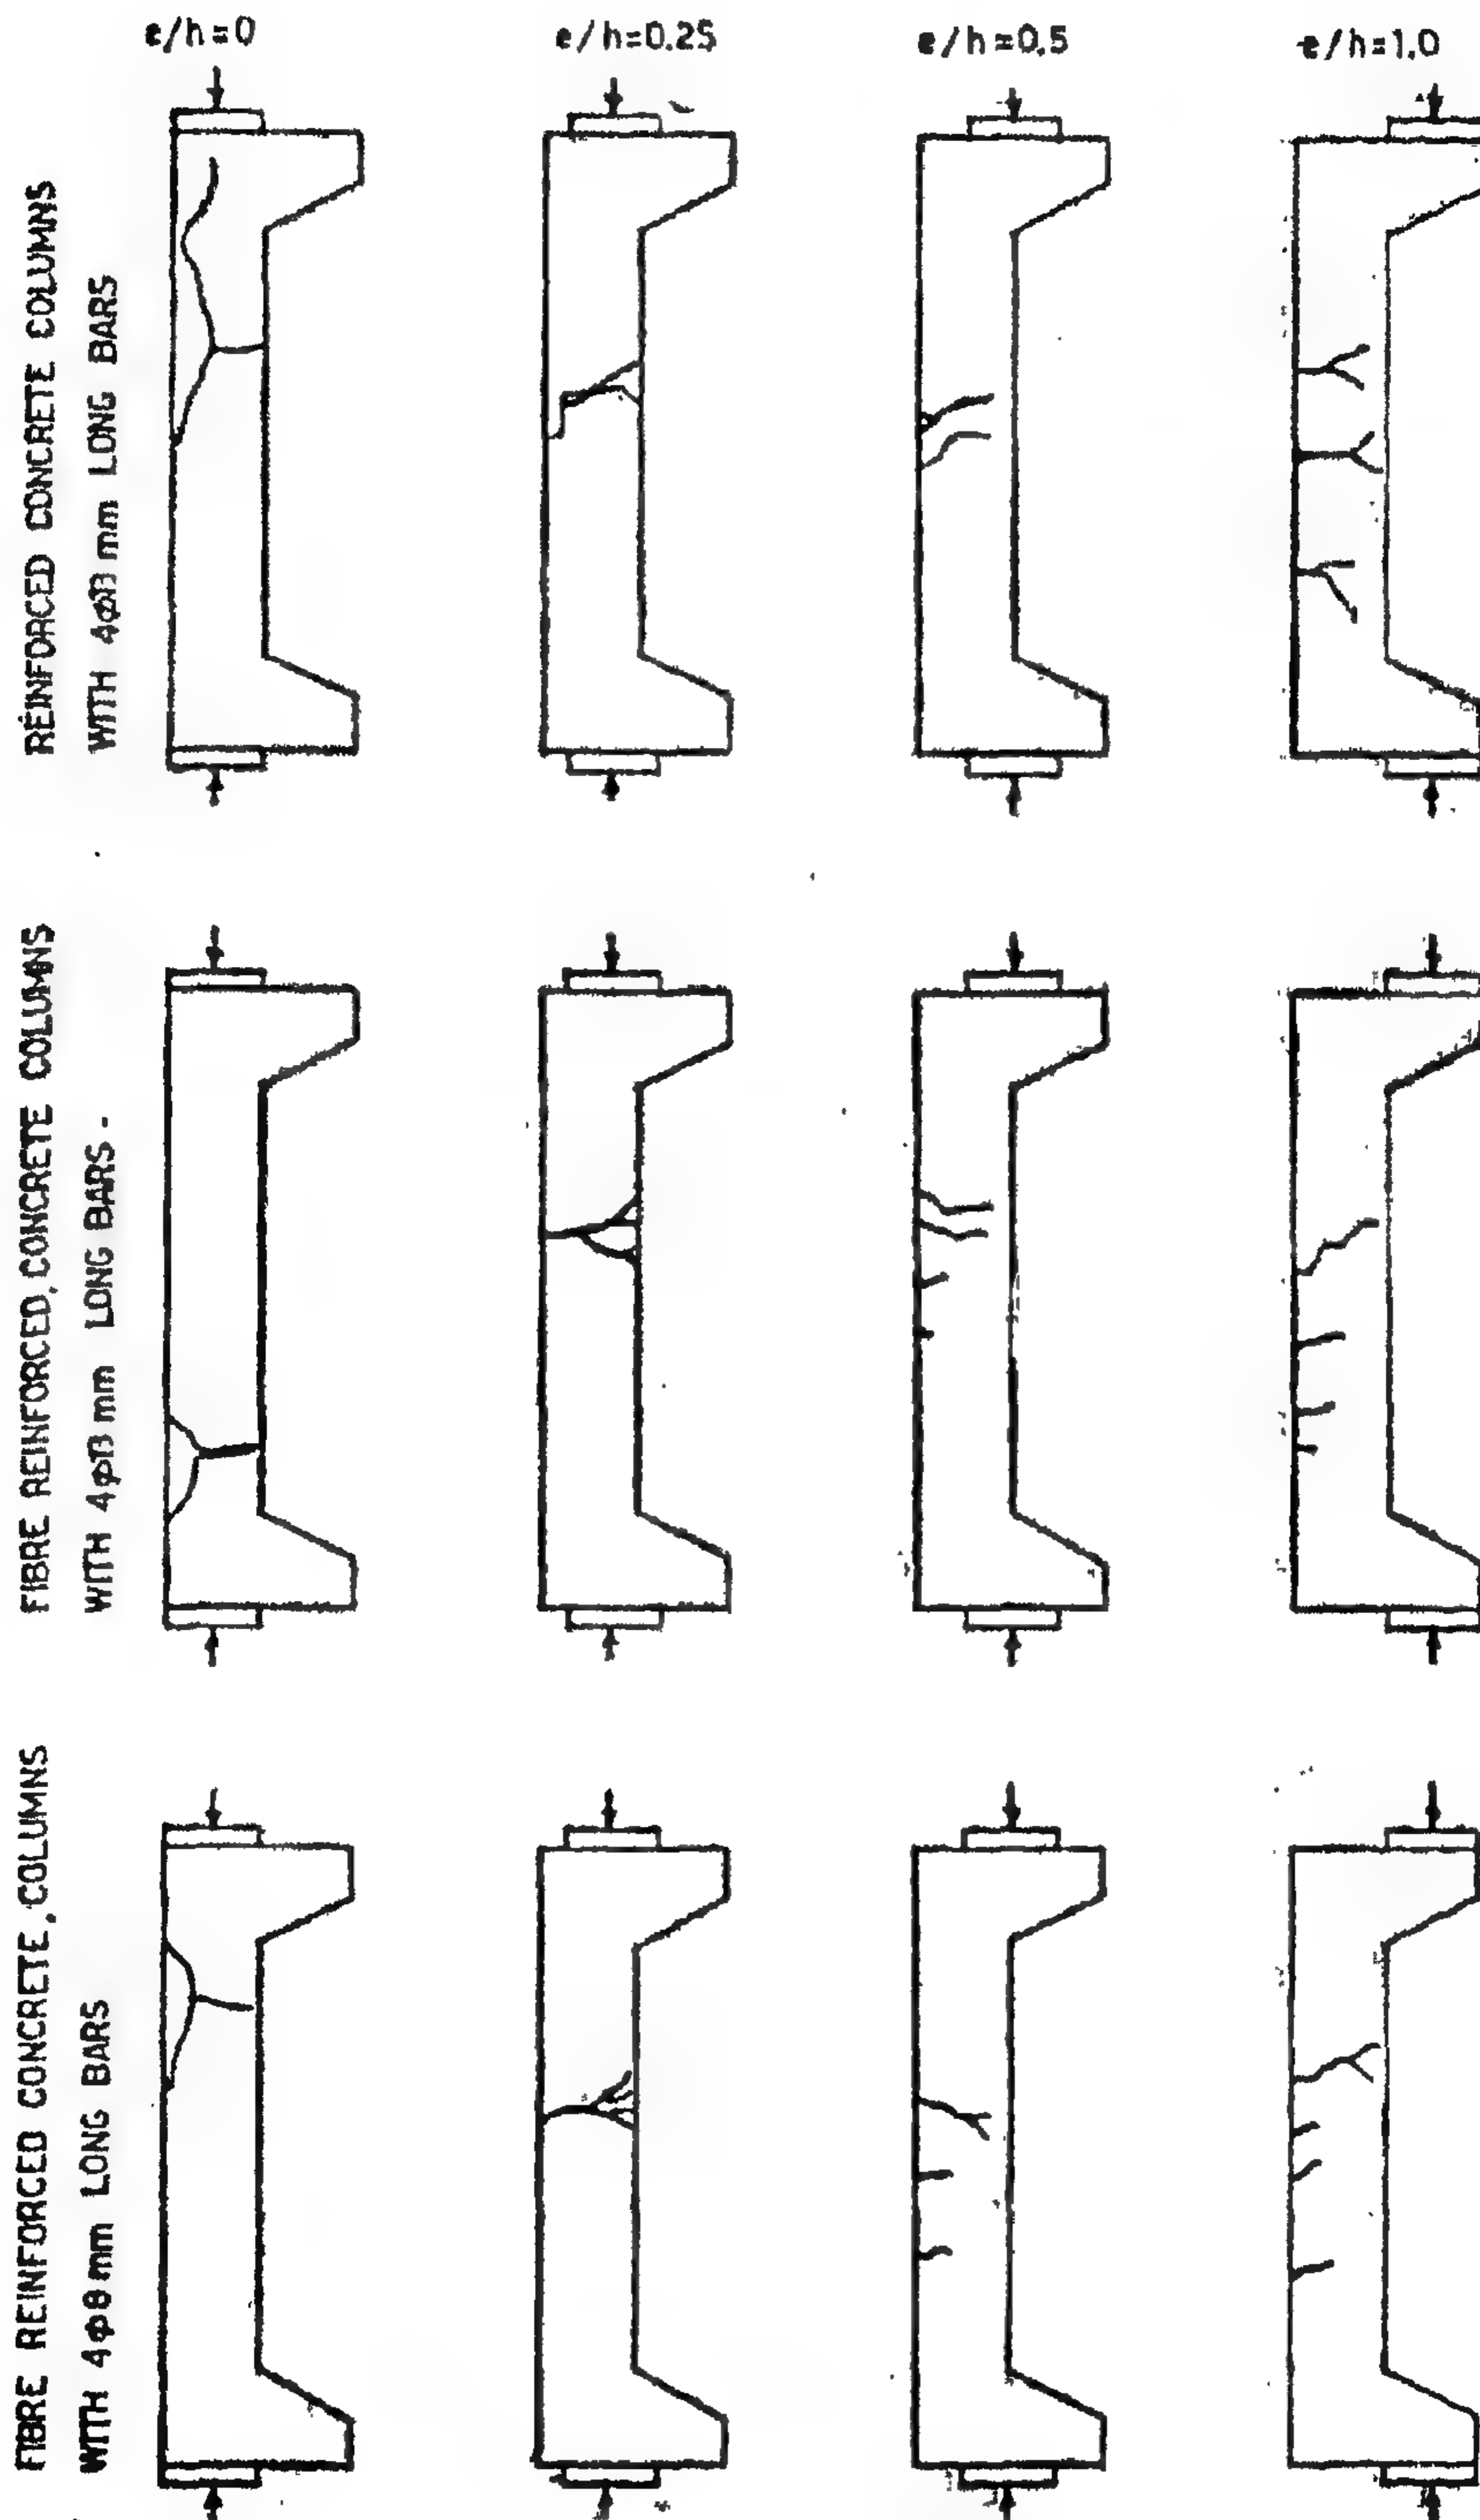 e/h=0
e/h=0.25
e/h=0.5
e/h=1.0
REINFORCED CONCRETE COLUMNS
WITH 4φ13 mm LONG BARS
FIBRE REINFORCED CONCRETE COLUMNS
WITH 4φ13 mm LONG BARS
FIBRE REINFORCED CONCRETE COLUMNS
WITH 4φ8 mm LONG BARS